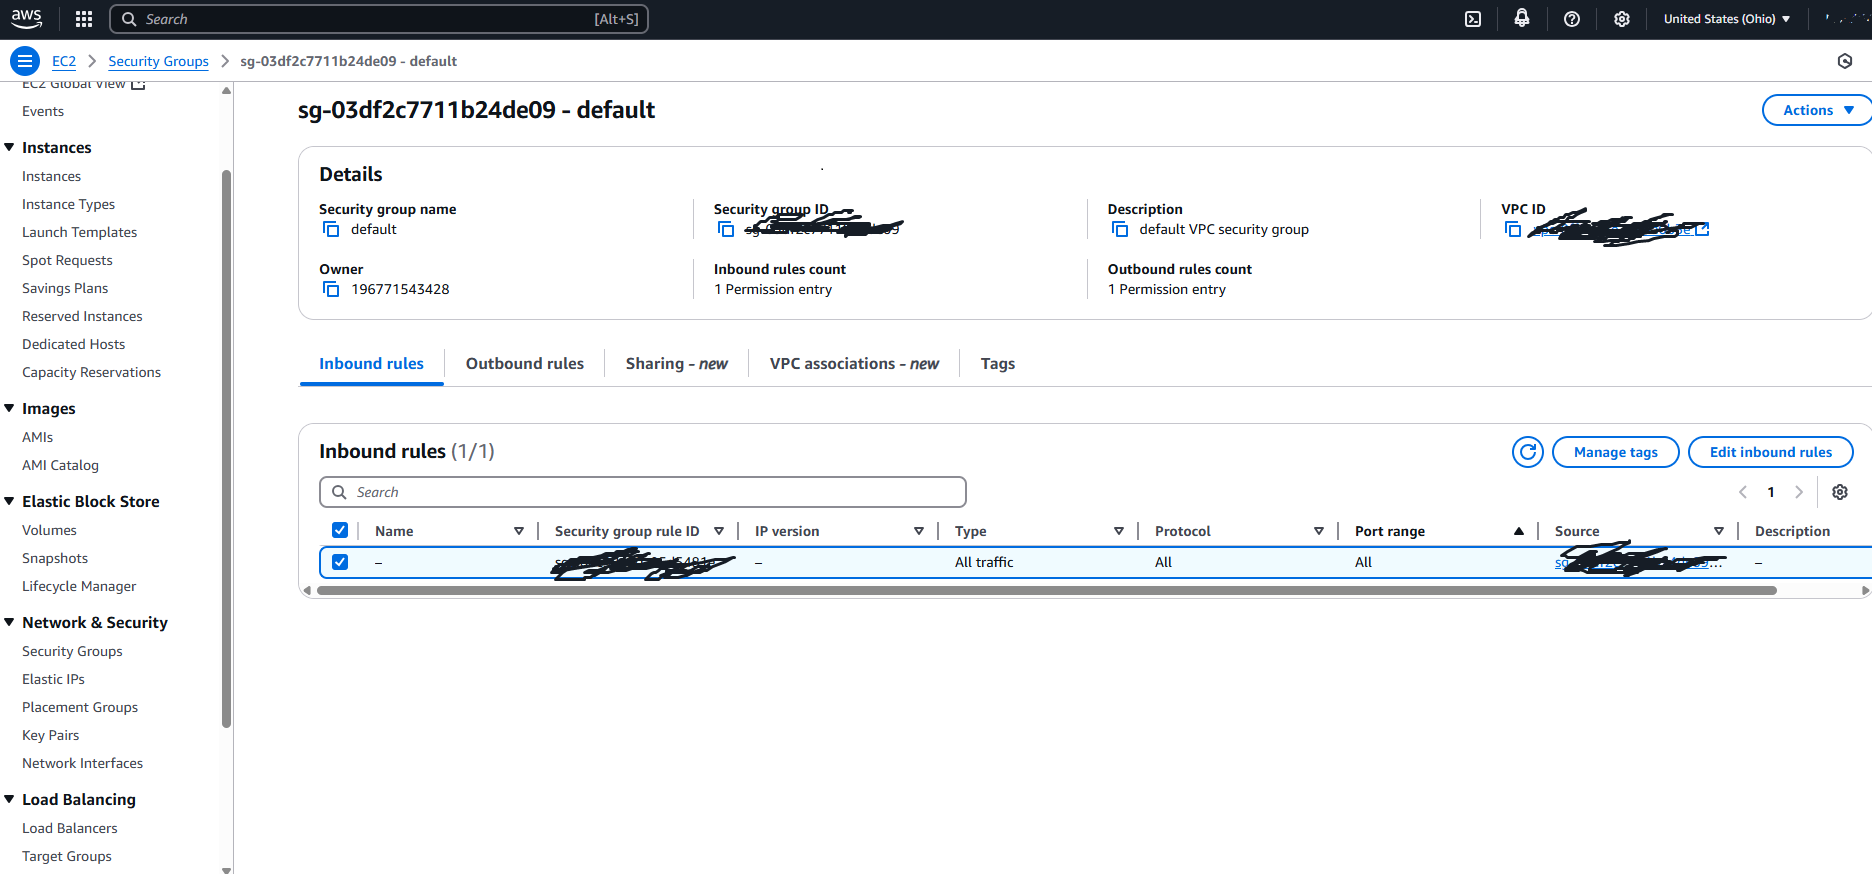 aws Search [Alt+S] United States (Ohio)
EC2 Security Groups sg-03df2c7711b24de09 - default
EC2 Global View
Events
Instances
Instances
Instance Types
Launch Templates
Spot Requests
Savings Plans
Reserved Instances
Dedicated Hosts
Capacity Reservations
Images
AMIs
AMI Catalog
Elastic Block Store
Volumes
Snapshots
Lifecycle Manager
Network & Security
Security Groups
Elastic IPs
Placement Groups
Key Pairs
Network Interfaces
Load Balancing
Load Balancers
Target Groups
sg-03df2c7711b24de09 - default
Actions
Details
Security group name
default
Security group ID
Description
default VPC security group
VPC ID
Owner
196771543428
Inbound rules count
1 Permission entry
Outbound rules count
1 Permission entry
Inbound rules Outbound rules Sharing - new VPC associations - new Tags
Inbound rules (1/1)
Manage tags Edit inbound rules
Search
1
Name Security group rule ID IP version Type Protocol Port range Source Description
– – All traffic All All –